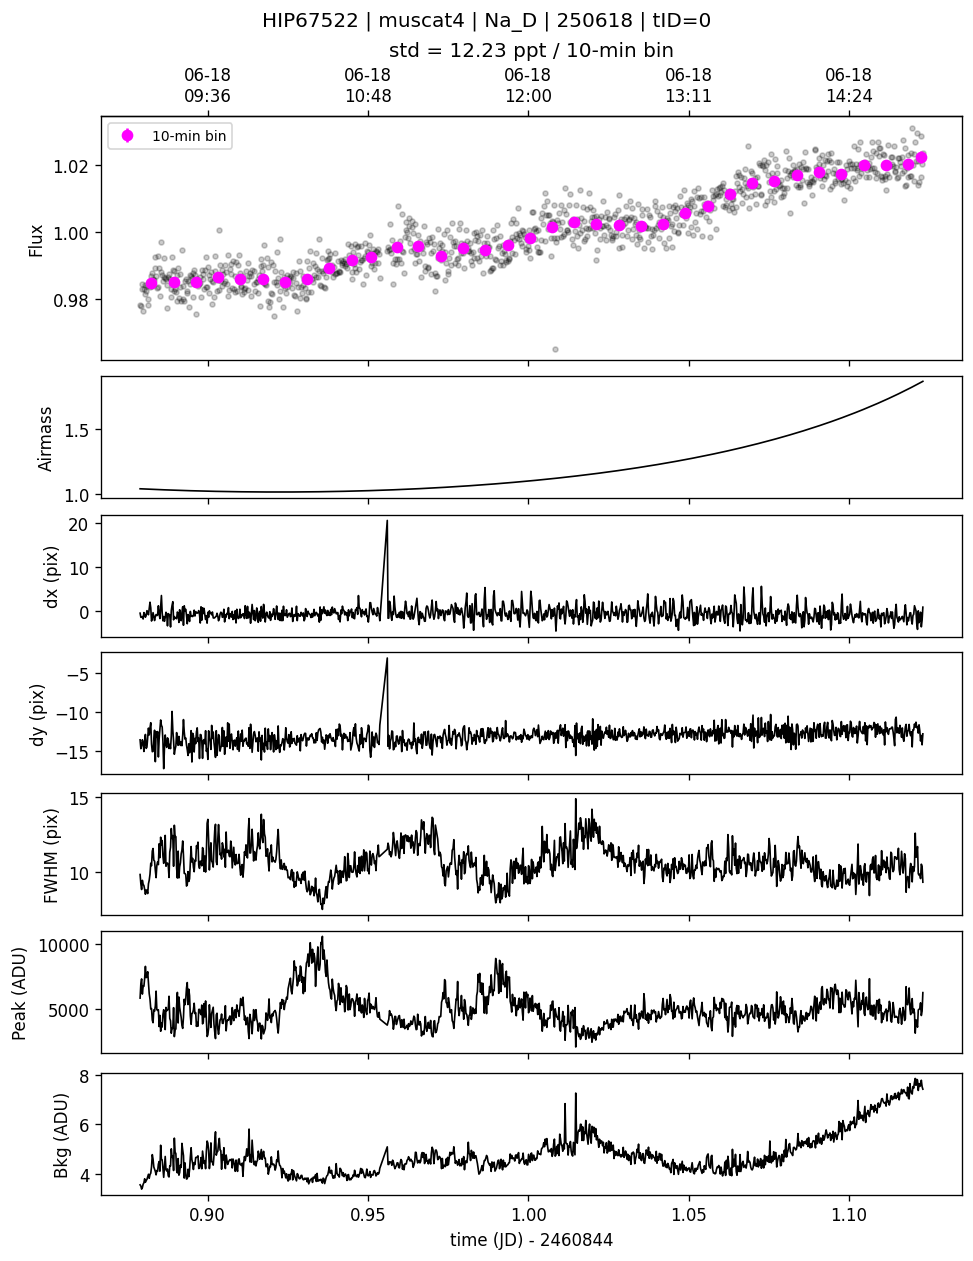 HIP67522 | muscat4 | Na_D | 250618 | tID=0
std = 12.23 ppt / 10-min bin
06-18 06-18 06-18 06-18 06-18
09:36 10:48 12:00 13:11 14:24
10-min bin
Flux
1.02
1.00
0.98
Airmass
1.5
1.0
dx (pix)
20
10
0
dy (pix)
−5
−10
−15
FWHM (pix)
15
10
Peak (ADU)
10000
5000
Bkg (ADU)
8
6
4
0.90 0.95 1.00 1.05 1.10
time (JD) - 2460844